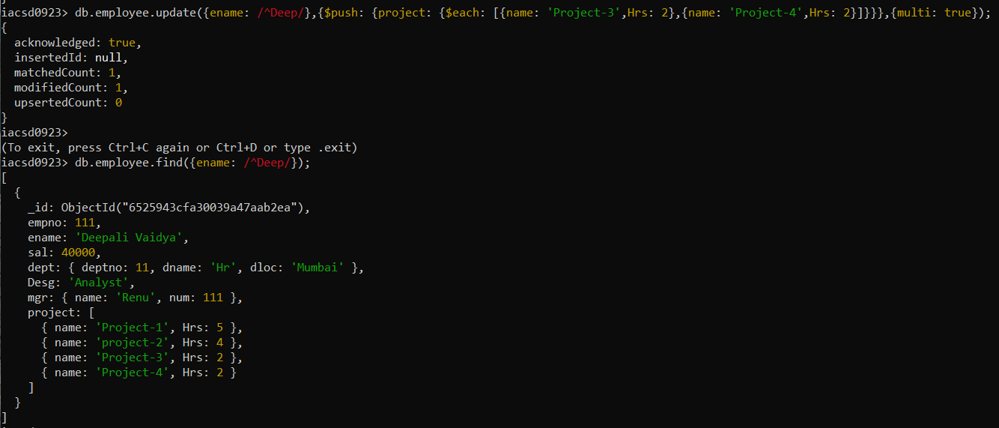 iacsd0923> db.employee.update({ename: /^Deep/},{$push: {project: {$each: [{name: 'Project-3',Hrs: 2},{name: 'Project-4',Hrs: 2}]}}},{multi: true});
{
  acknowledged: true,
  insertedId: null,
  matchedCount: 1,
  modifiedCount: 1,
  upsertedCount: 0
}
iacsd0923>
(To exit, press Ctrl+C again or Ctrl+D or type .exit)
iacsd0923> db.employee.find({ename: /^Deep/});
[
  {
    _id: ObjectId("6525943cfa30039a47aab2ea"),
    empno: 111,
    ename: 'Deepali Vaidya',
    sal: 40000,
    dept: { deptno: 11, dname: 'Hr', dloc: 'Mumbai' },
    Desg: 'Analyst',
    mgr: { name: 'Renu', num: 111 },
    project: [
      { name: 'Project-1', Hrs: 5 },
      { name: 'project-2', Hrs: 4 },
      { name: 'Project-3', Hrs: 2 },
      { name: 'Project-4', Hrs: 2 }
    ]
  }
]